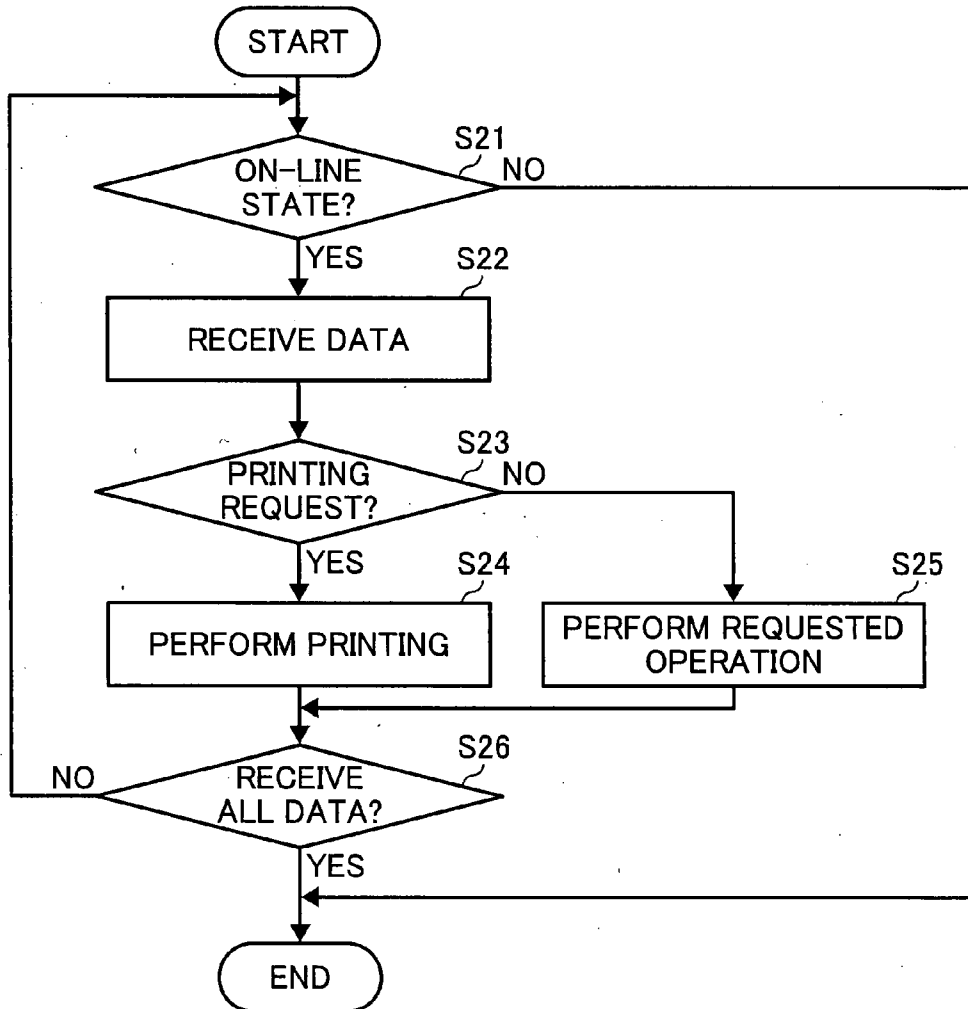 START
S21
ON-LINE
STATE?
NO
YES
S22
RECEIVE DATA
S23
PRINTING
REQUEST?
NO
YES
S24
PERFORM PRINTING
S25
PERFORM REQUESTED
OPERATION
S26
RECEIVE
ALL DATA?
NO
YES
END